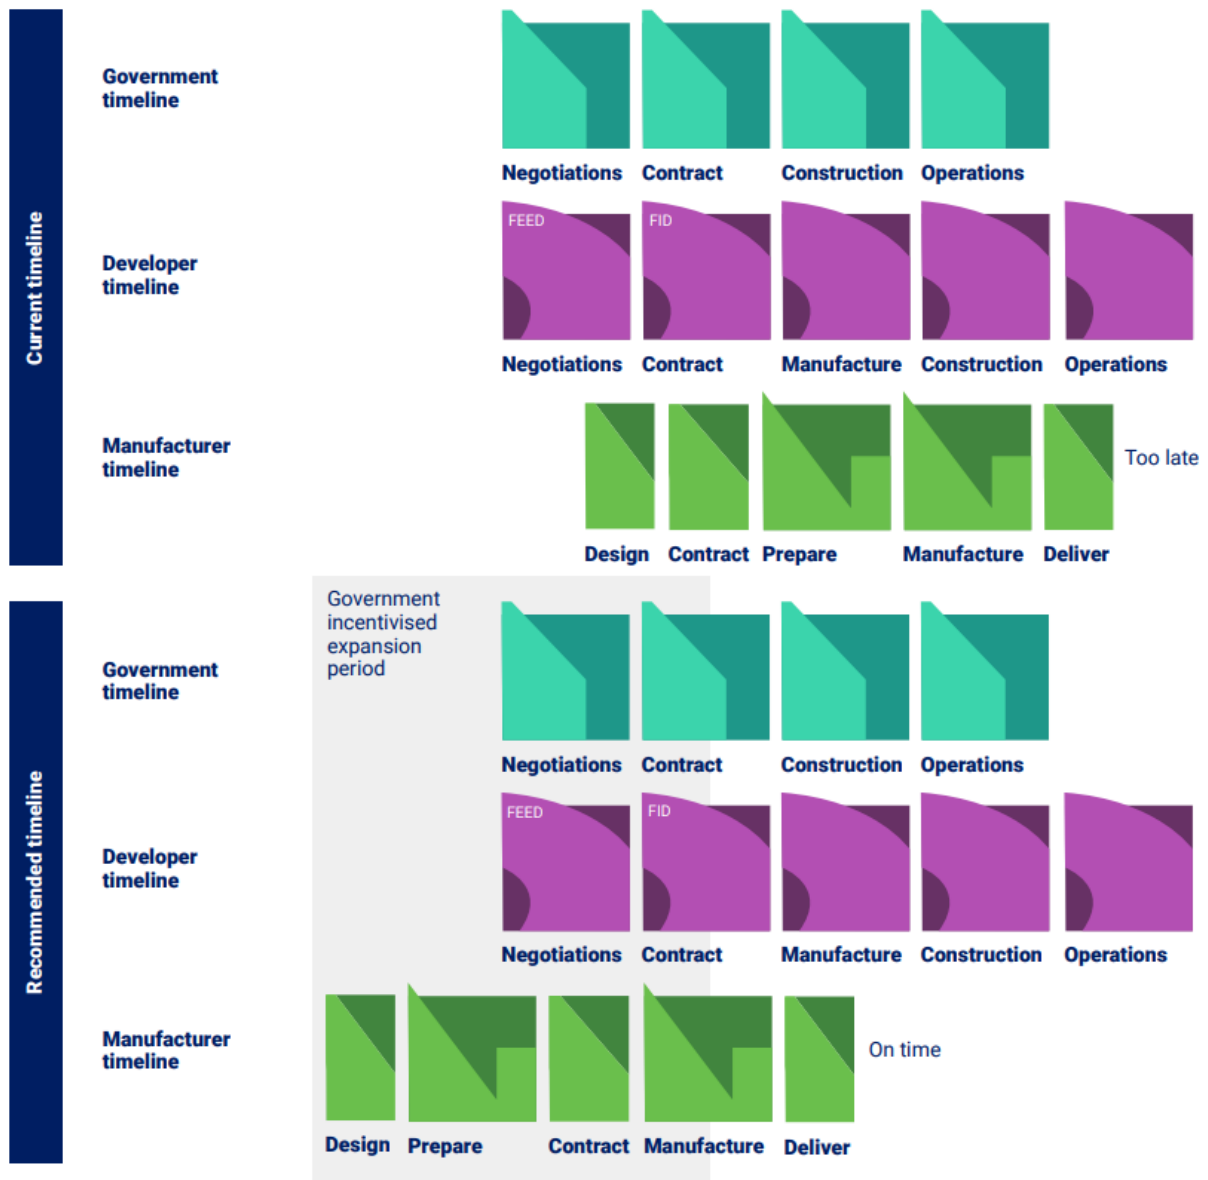 Current timeline
Government
timeline
Negotiations Contract Construction Operations
Developer
timeline
FEED FID
Negotiations Contract Manufacture Construction Operations
Manufacturer
timeline
Too late
Design Contract Prepare Manufacture Deliver
Recommended timeline
Government
incentivised
expansion
period
Government
timeline
Negotiations Contract Construction Operations
Developer
timeline
FEED FID
Negotiations Contract Manufacture Construction Operations
Manufacturer
timeline
On time
Design Prepare Contract Manufacture Deliver